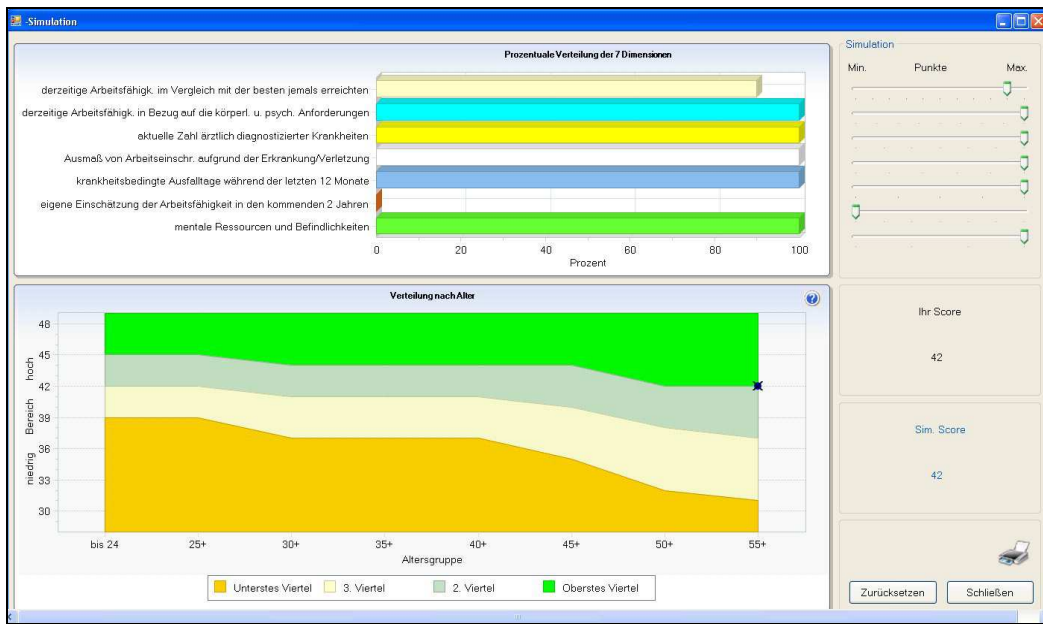 -Simulation
Prozentuale Verteilung der 7 Dimensionen
derzeitige Arbeitsfähigk. im Vergleich mit der besten jemals erreichten
derzeitige Arbeitsfähigk. in Bezug auf die körperl. u. psych. Anforderungen
aktuelle Zahl ärztlich diagnostizierter Krankheiten
Ausmaß von Arbeitseinschr. aufgrund der Erkrankung/Verletzung
krankheitsbedingte Ausfalltage während der letzten 12 Monate
eigene Einschätzung der Arbeitsfähigkeit in den kommenden 2 Jahren
mentale Ressourcen und Befindlichkeiten
0 20 40 60 80 100
Prozent
Simulation
Min. Punkte Max.
Verteilung nach Alter
?
niedrig Bereich hoch
48
45
42
39
36
33
30
bis 24 25+ 30+ 35+ 40+ 45+ 50+ 55+
Altersgruppe
Unterstes Viertel 3. Viertel 2. Viertel Oberstes Viertel
Ihr Score
42
Sim. Score
42
Zurücksetzen Schließen